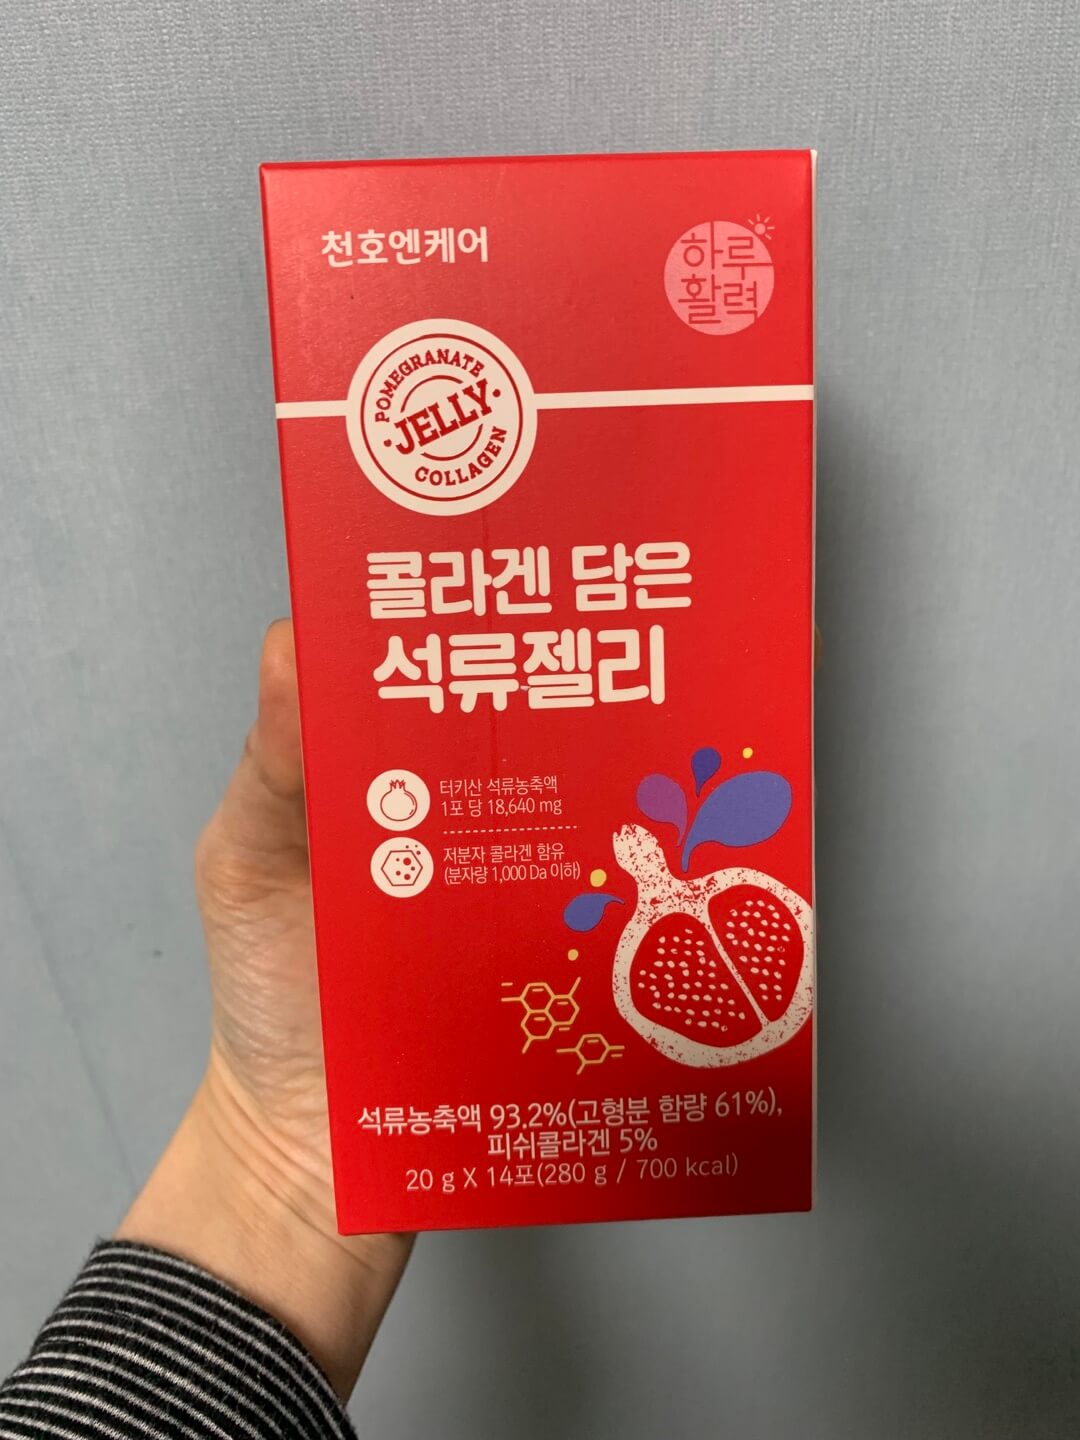 천호엔케어
하루
활력
POMEGRANATE
JELLY
COLLAGEN
콜라겐 담은
석류젤리
터키산 석류농축액
1포 당 18,640 mg
저분자 콜라겐 함유
(분자량 1,000 Da 이하)
석류농축액 93.2%(고형분 함량 61%),
피쉬콜라겐 5%
20 g X 14포(280 g / 700 kcal)